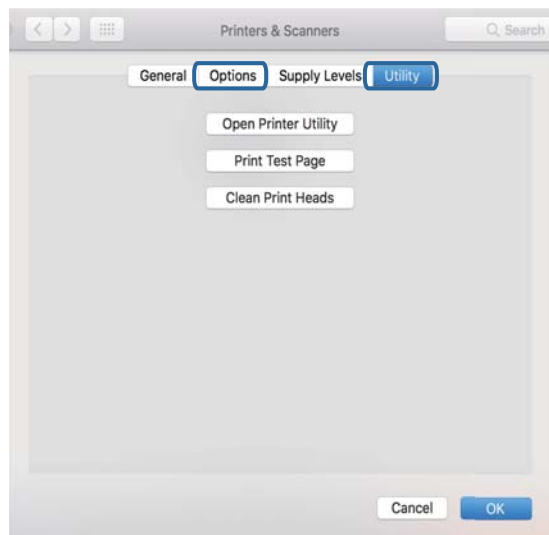 Printers & Scanners Search
General Options Supply Levels Utility
Open Printer Utility
Print Test Page
Clean Print Heads
Cancel OK